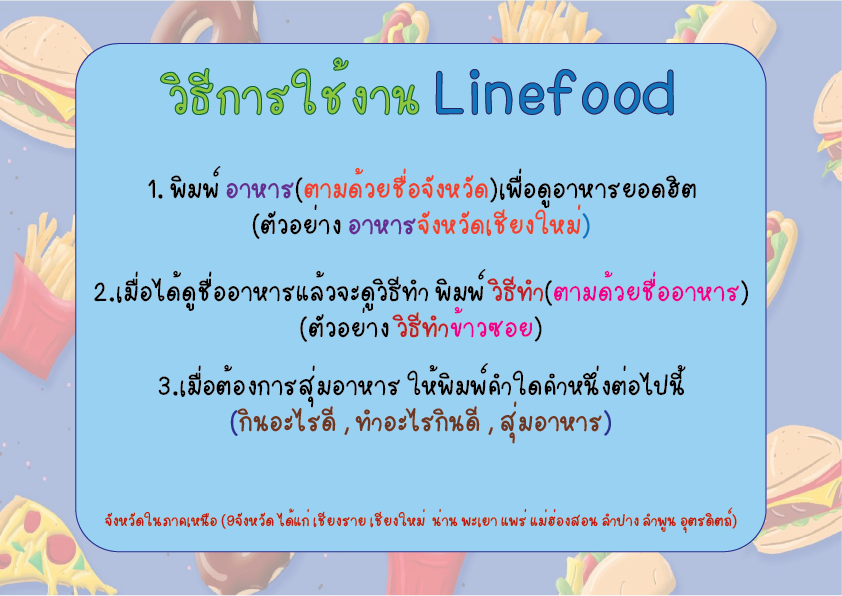 วิธีการใช้งาน Linefood
1. พิมพ์ อาหาร(ตามด้วยชื่อจังหวัด)เพื่อดูอาหารยอดฮิต
(ตัวอย่าง อาหารจังหวัดเชียงใหม่)
2.เมื่อได้ดูชื่ออาหารแล้วจะดูวิธีทำ พิมพ์ วิธีทำ(ตามด้วยชื่ออาหาร)
(ตัวอย่าง วิธีทำข้าวซอย)
3.เมื่อต้องการสุ่มอาหาร ให้พิมพ์คำใดคำหนึ่งต่อไปนี้
(กินอะไรดี , ทำอะไรกินดี , สุ่มอาหาร)
จังหวัดในภาคเหนือ (9จังหวัด ได้แก่ เชียงราย เชียงใหม่ น่าน พะเยา แพร่ แม่ฮ่องสอน ลำปาง ลำพูน อุตรดิตถ์)